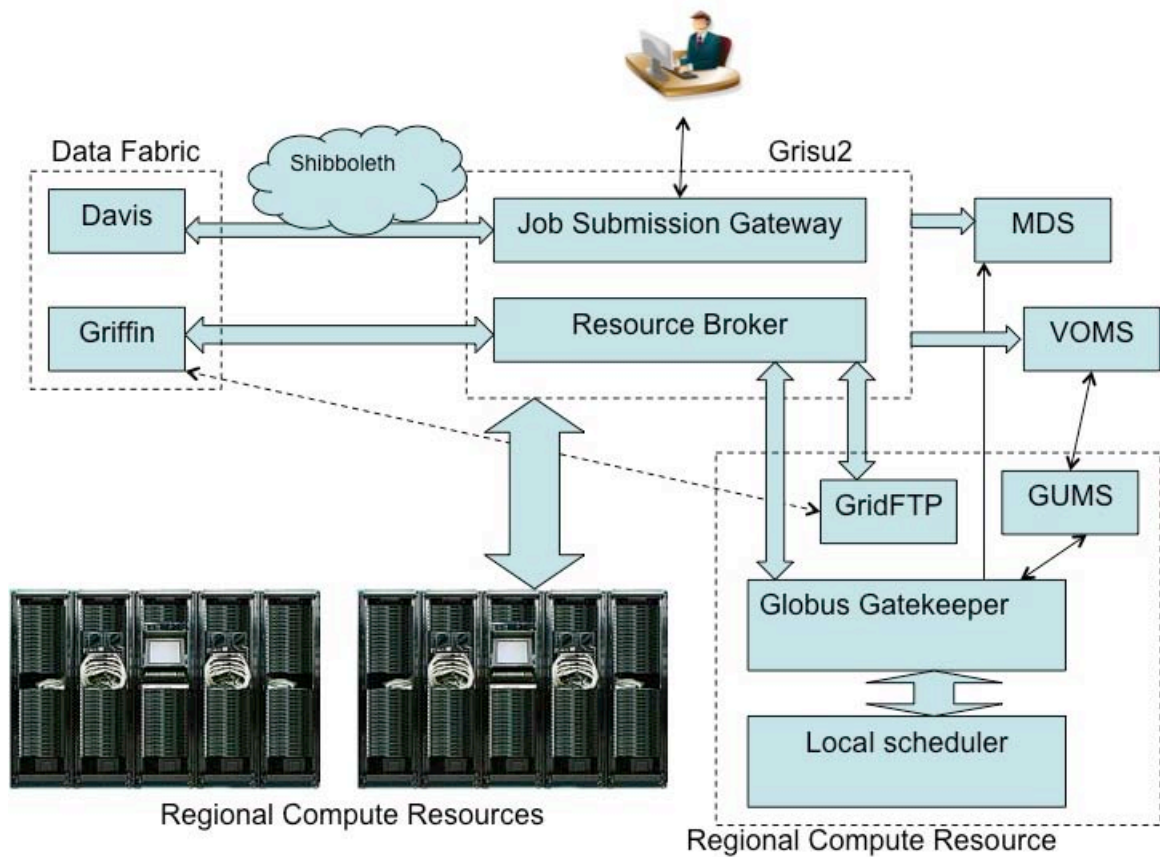 Data Fabric
Shibboleth
Grisu2
Davis
Job Submission Gateway
MDS
Griffin
Resource Broker
VOMS
GridFTP
GUMS
Globus Gatekeeper
Local scheduler
Regional Compute Resources
Regional Compute Resource